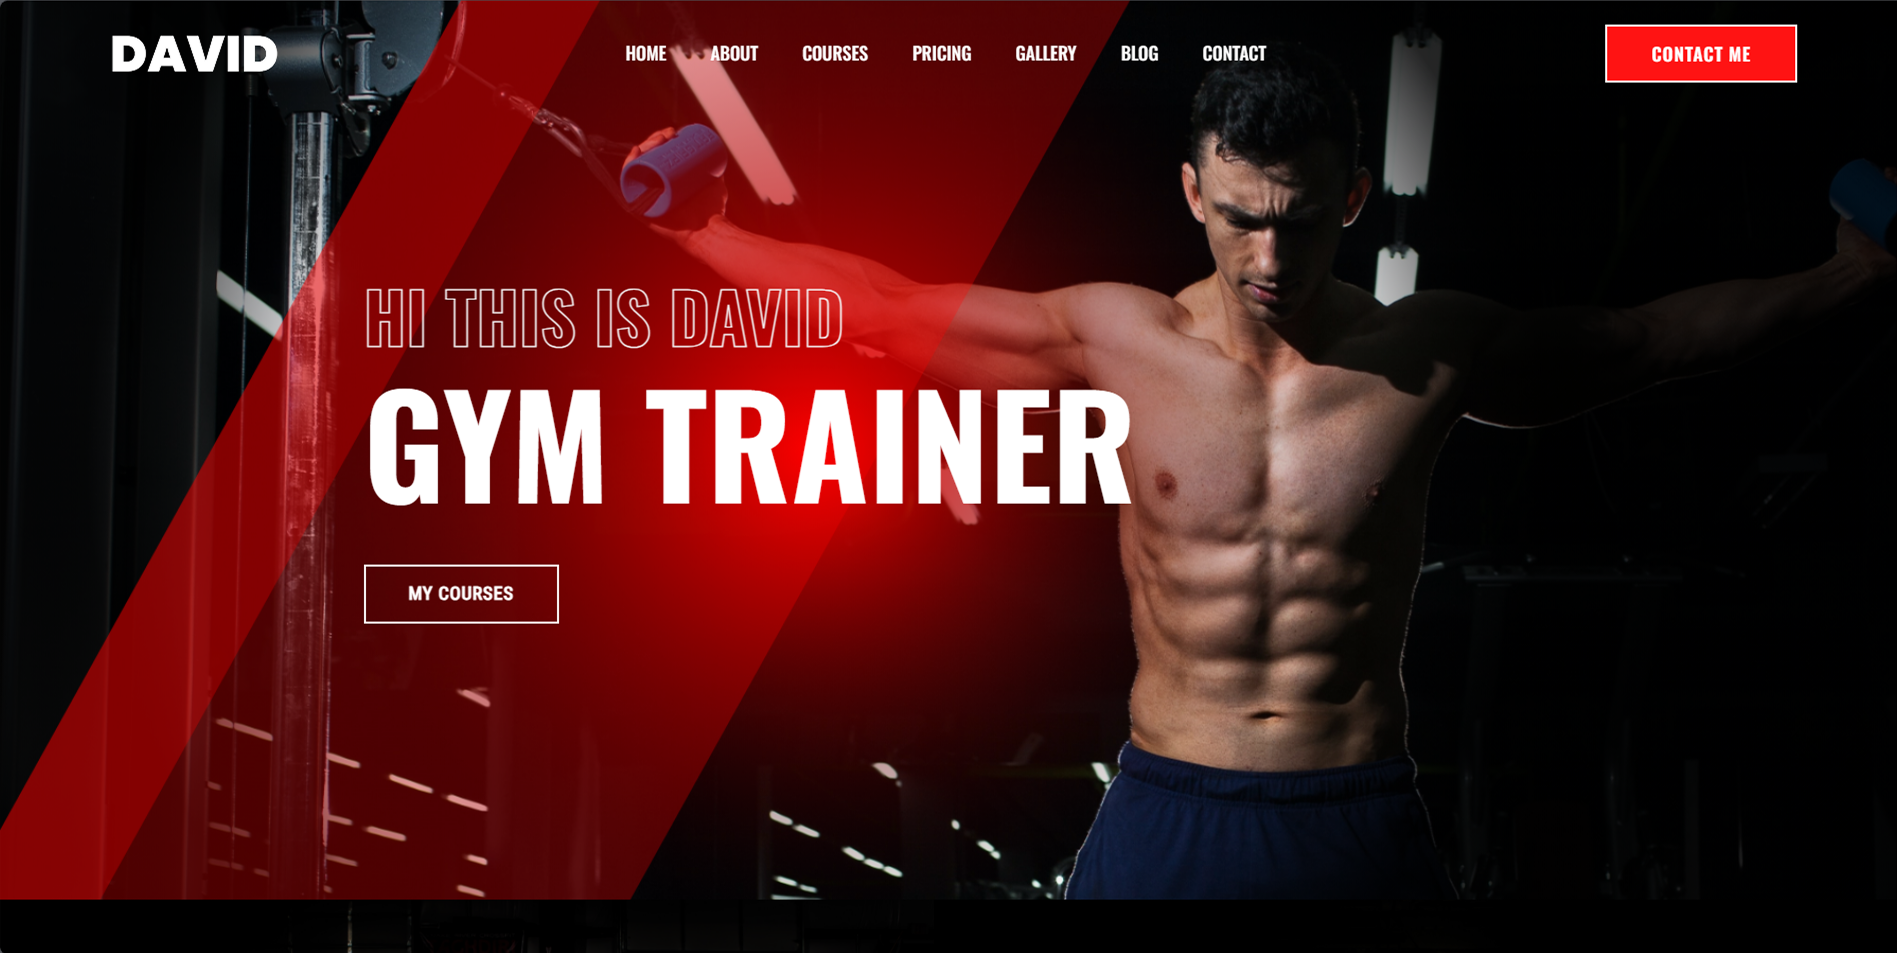 DAVID
HOME ABOUT COURSES PRICING GALLERY BLOG CONTACT
CONTACT ME
HI THIS IS DAVID
GYM TRAINER
MY COURSES